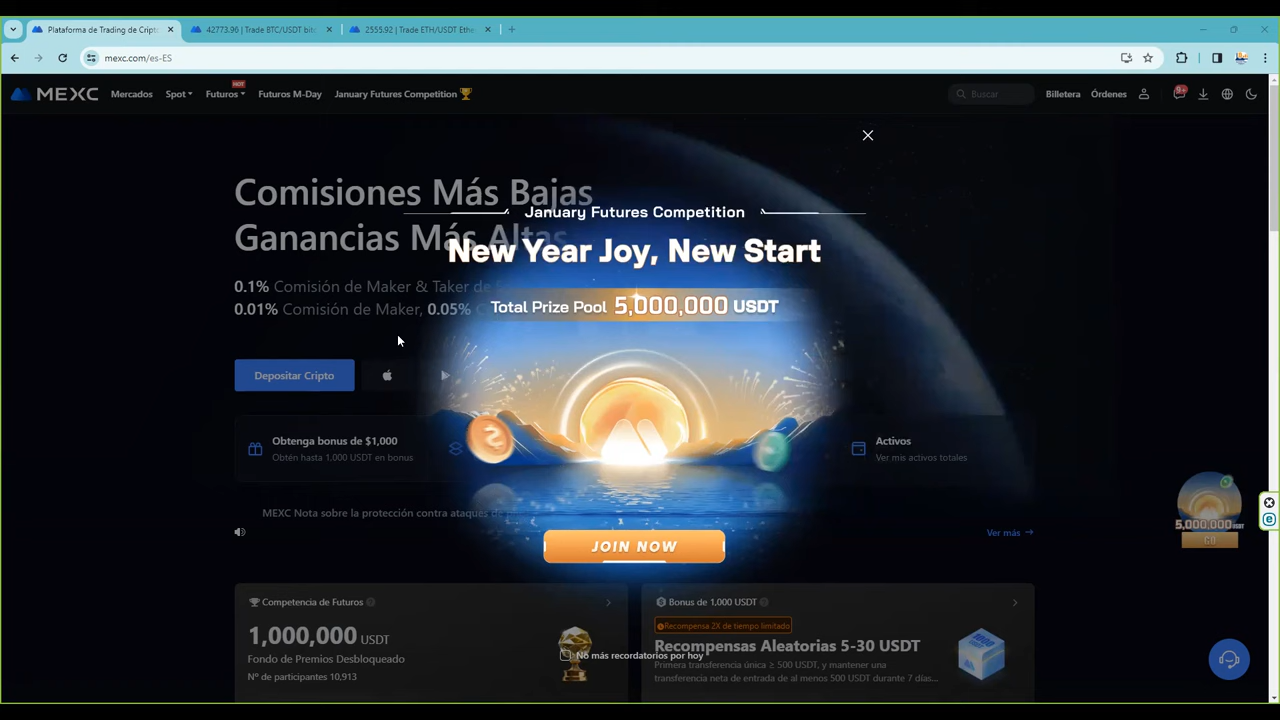 Plataforma de Trading de Cripto
42773.96 | Trade BTC/USDT bit
2555.92 | Trade ETH/USDT Ethe
mexc.com/es-ES
MEXC
Mercados
Spot
Futuros
HOT
Futuros M-Day
January Futures Competition
Buscar
Billetera
Órdenes
9+
Comisiones Más Bajas
Ganancias Más Altas
January Futures Competition
New Year Joy, New Start
0.1% Comisión de Maker & Taker de
0.01% Comisión de Maker, 0.05%
Total Prize Pool 5,000,000 USDT
Depositar Cripto
Obtenga bonus de $1,000
Obtén hasta 1,000 USDT en bonus
Activos
Ver mis activos totales
MEXC Nota sobre la protección contra ataques de
Ver más
5,000,000 USDT
GO
JOIN NOW
Competencia de Futuros
1,000,000 USDT
Fondo de Premios Desbloqueado
Nº de participantes 10,913
Bonus de 1,000 USDT
Recompensa 2X de tiempo limitado
Recompensas Aleatorias 5-30 USDT
Primera transferencia única ≥ 500 USDT, y mantener una
transferencia neta de entrada de al menos 500 USDT durante 7 días...
No más recordatorios por hoy